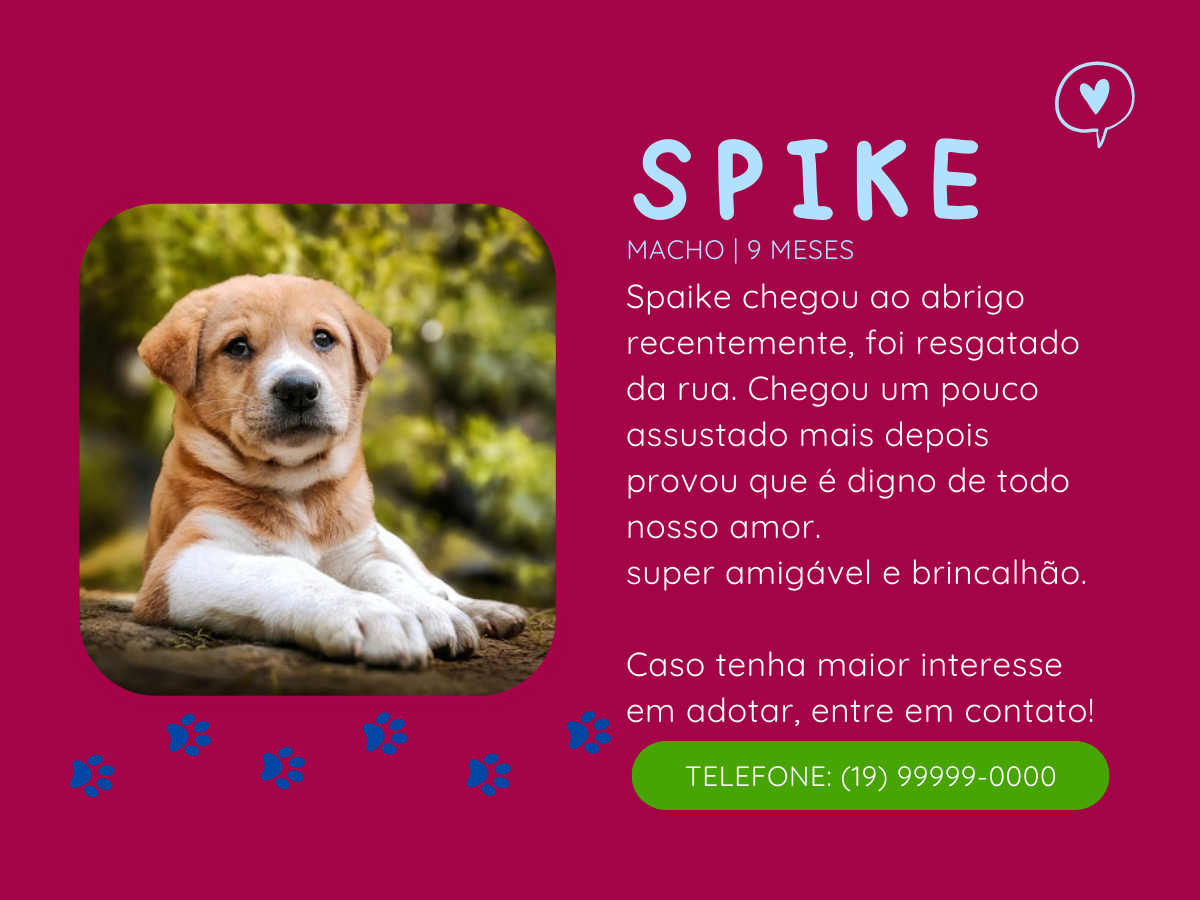 SPIKE
MACHO | 9 MESES
Spaike chegou ao abrigo
recentemente, foi resgatado
da rua. Chegou um pouco
assustado mais depois
provou que é digno de todo
nosso amor.
super amigável e brincalhão.
Caso tenha maior interesse
em adotar, entre em contato!
TELEFONE: (19) 99999-0000